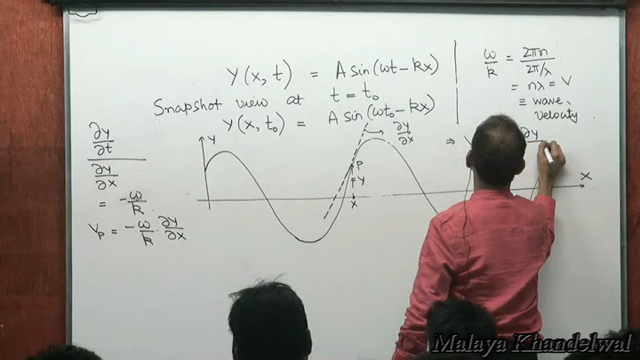 Y(x, t) = A sin(ωt - kx)
Snapshot view at t = t₀
Y(x, t₀) = A sin(ωt₀ - kx)
∂y/∂t
∂y/∂x
= -ω/k
Vp = -ω/k · ∂y/∂x
Y
P
Y
X
∂y/∂x
⇒
X
ω/k = 2πn / 2π/λ
= nλ = V
≡ wave velocity
∂y
Malaya Khandelwal